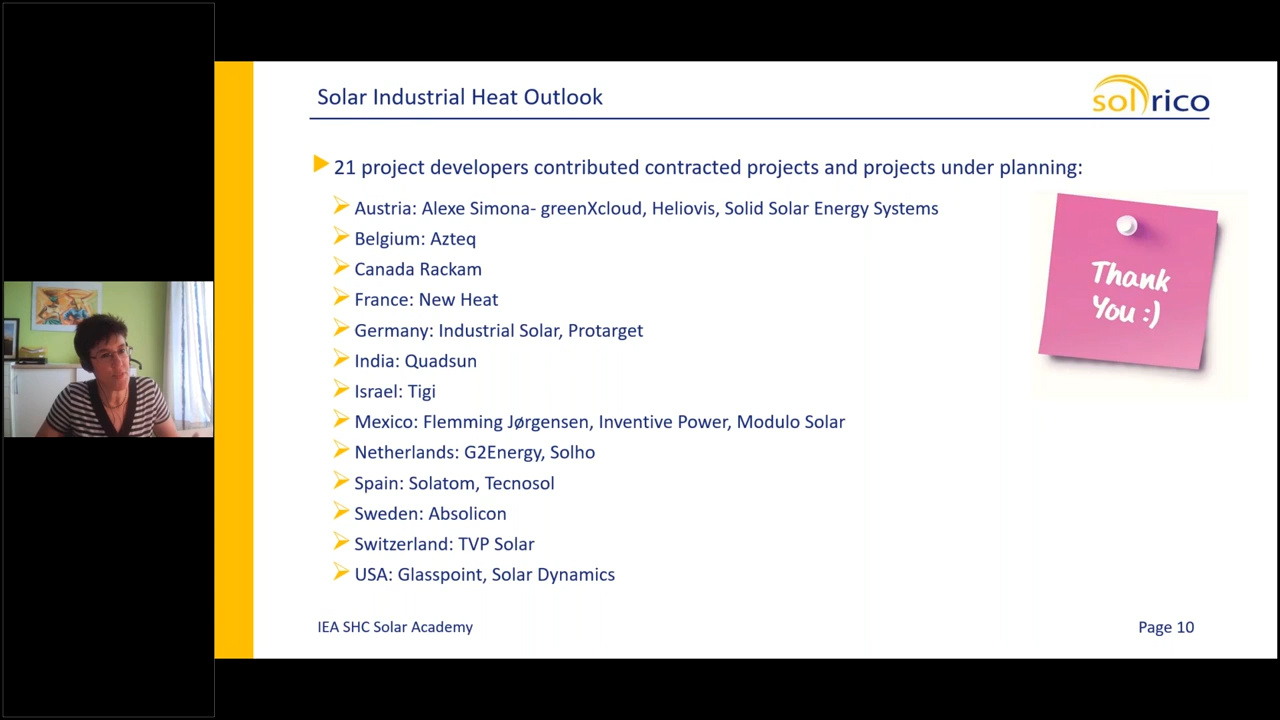 Solar Industrial Heat Outlook
solrico
21 project developers contributed contracted projects and projects under planning:
Austria: Alexe Simona- greenXcloud, Heliovis, Solid Solar Energy Systems
Belgium: Azteq
Canada Rackam
France: New Heat
Germany: Industrial Solar, Protarget
India: Quadsun
Israel: Tigi
Mexico: Flemming Jørgensen, Inventive Power, Modulo Solar
Netherlands: G2Energy, Solho
Spain: Solatom, Tecnosol
Sweden: Absolicon
Switzerland: TVP Solar
USA: Glasspoint, Solar Dynamics
Thank
You :)
IEA SHC Solar Academy
Page 10